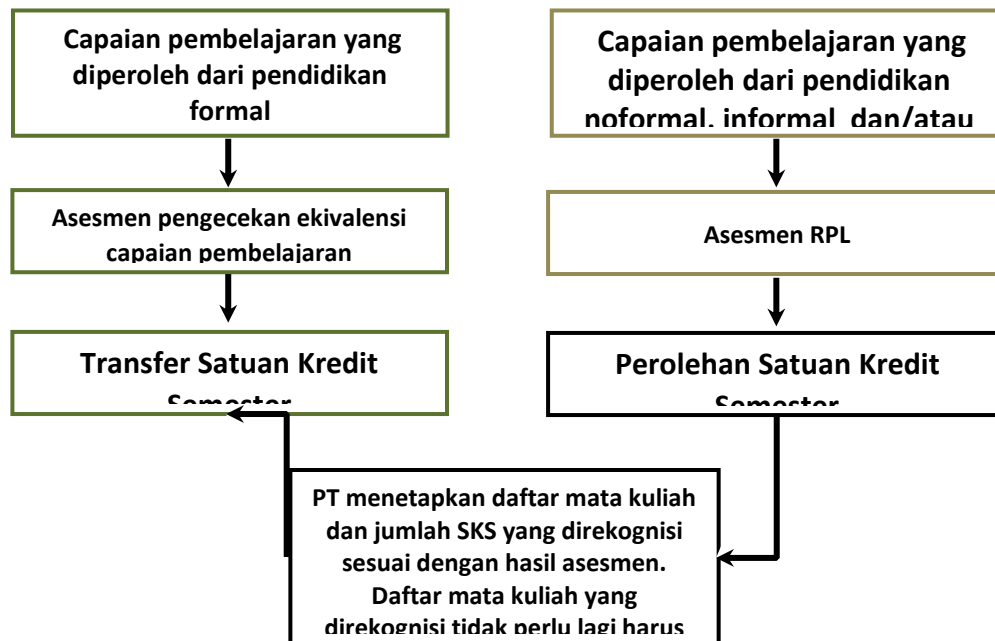 Capaian pembelajaran yang
diperoleh dari pendidikan
formal
Capaian pembelajaran yang
diperoleh dari pendidikan
noformal, informal dan/atau
Asesmen pengecekan ekivalensi
capaian pembelajaran
Asesmen RPL
Transfer Satuan Kredit
Semester
Perolehan Satuan Kredit
Semester
PT menetapkan daftar mata kuliah
dan jumlah SKS yang direkognisi
sesuai dengan hasil asesmen.
Daftar mata kuliah yang
direkognisi tidak perlu lagi harus